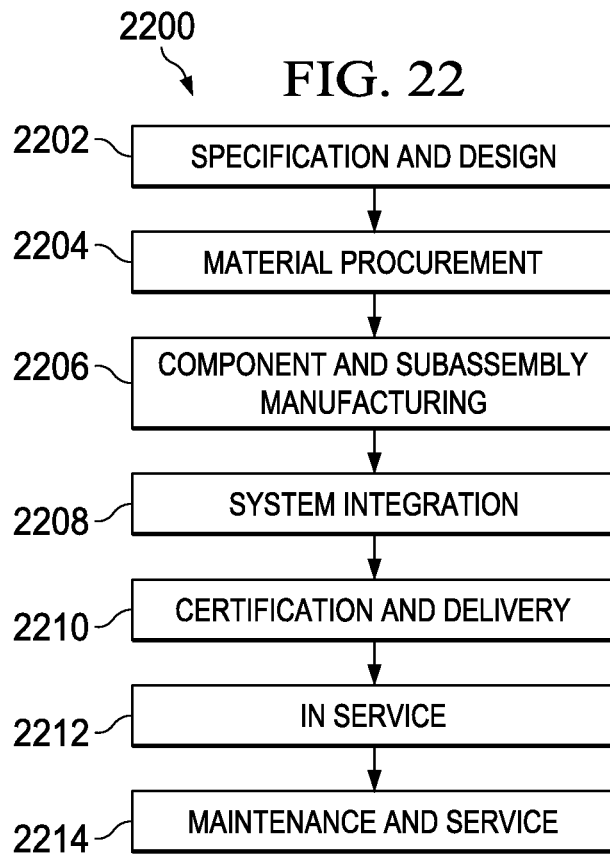 2200
FIG. 22
2202
SPECIFICATION AND DESIGN
2204
MATERIAL PROCUREMENT
2206
COMPONENT AND SUBASSEMBLY
MANUFACTURING
2208
SYSTEM INTEGRATION
2210
CERTIFICATION AND DELIVERY
2212
IN SERVICE
2214
MAINTENANCE AND SERVICE